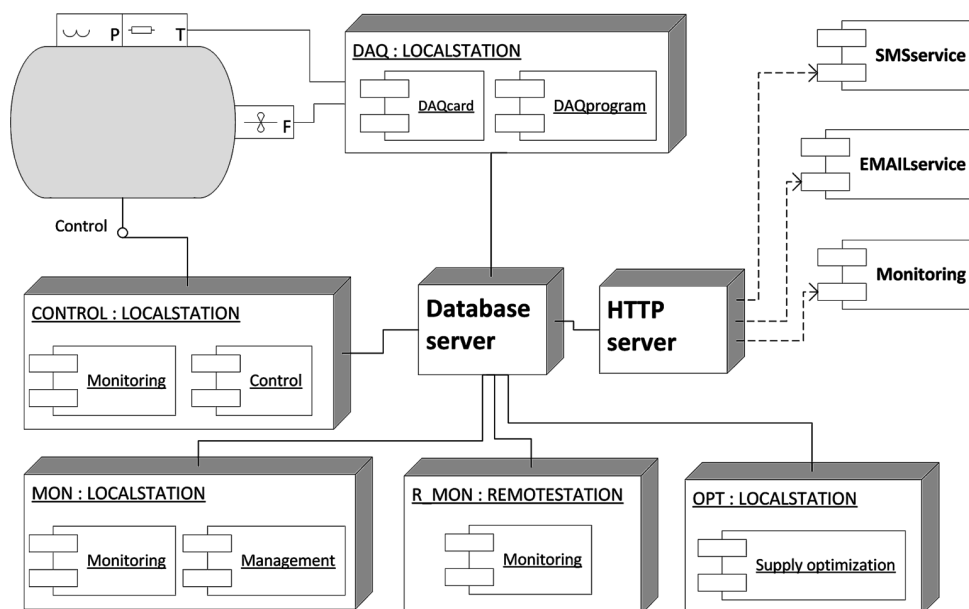 P T
DAQ : LOCALSTATION
DAQcard
DAQprogram
F
SMSservice
EMAILservice
Monitoring
Control
CONTROL : LOCALSTATION
Monitoring
Control
Database
server
HTTP
server
MON : LOCALSTATION
Monitoring
Management
R_MON : REMOTESTATION
Monitoring
OPT : LOCALSTATION
Supply optimization